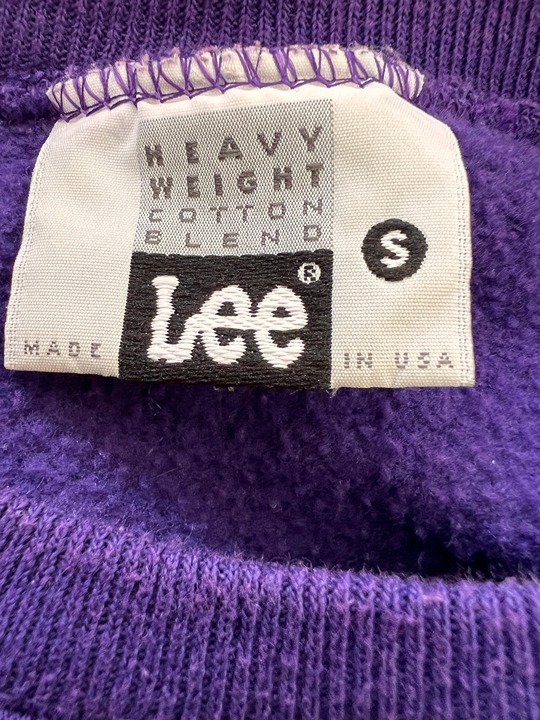 HEAVY
WEIGHT
COTTON
BLEND
S
Lee®
MADE IN USA